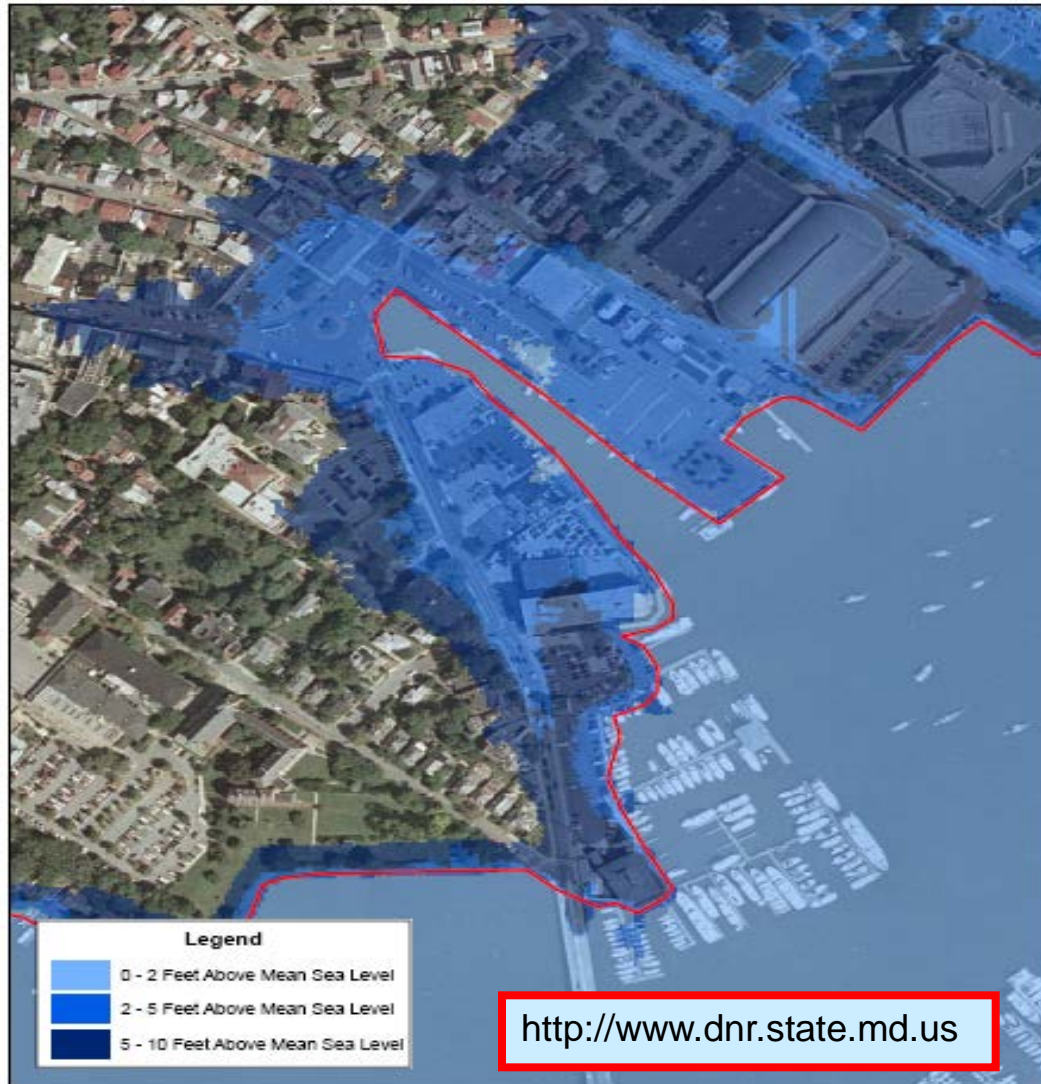 Legend
0 - 2 Feet Above Mean Sea Level
2 - 5 Feet Above Mean Sea Level
5 - 10 Feet Above Mean Sea Level
http://www.dnr.state.md.us